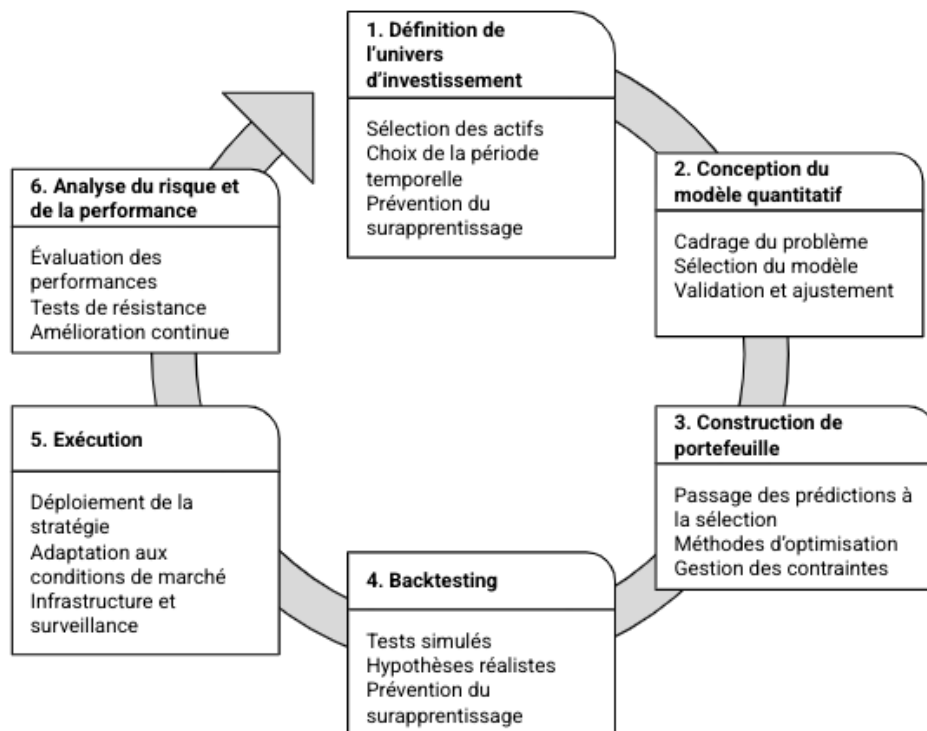 1. Définition de
l'univers
d'investissement
Sélection des actifs
Choix de la période
temporelle
Prévention du
surapprentissage
2. Conception du
modèle quantitatif
Cadrage du problème
Sélection du modèle
Validation et ajustement
3. Construction de
portefeuille
Passage des prédictions à
la sélection
Méthodes d'optimisation
Gestion des contraintes
4. Backtesting
Tests simulés
Hypothèses réalistes
Prévention du
surapprentissage
5. Exécution
Déploiement de la
stratégie
Adaptation aux
conditions de marché
Infrastructure et
surveillance
6. Analyse du risque et
de la performance
Évaluation des
performances
Tests de résistance
Amélioration continue